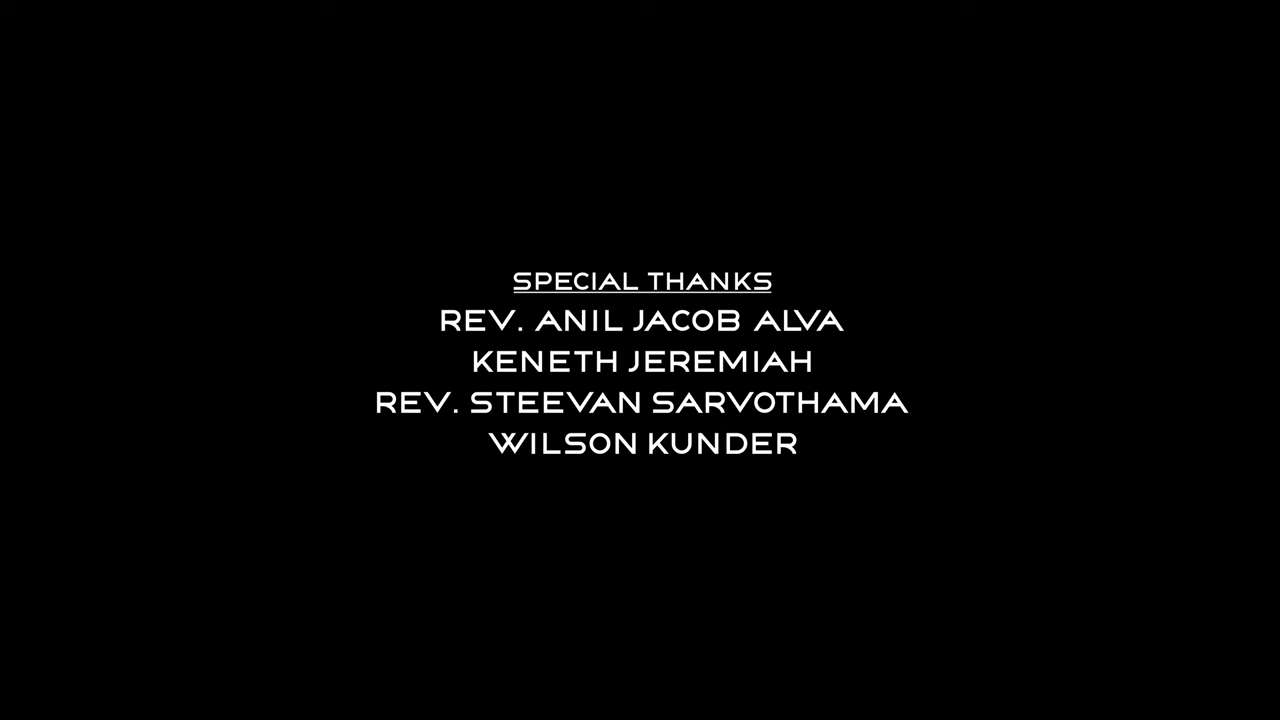 SPECIAL THANKS
REV. ANIL JACOB ALVA
KENETH JEREMIAH
REV. STEEVAN SARVOTHAMA
WILSON KUNDER